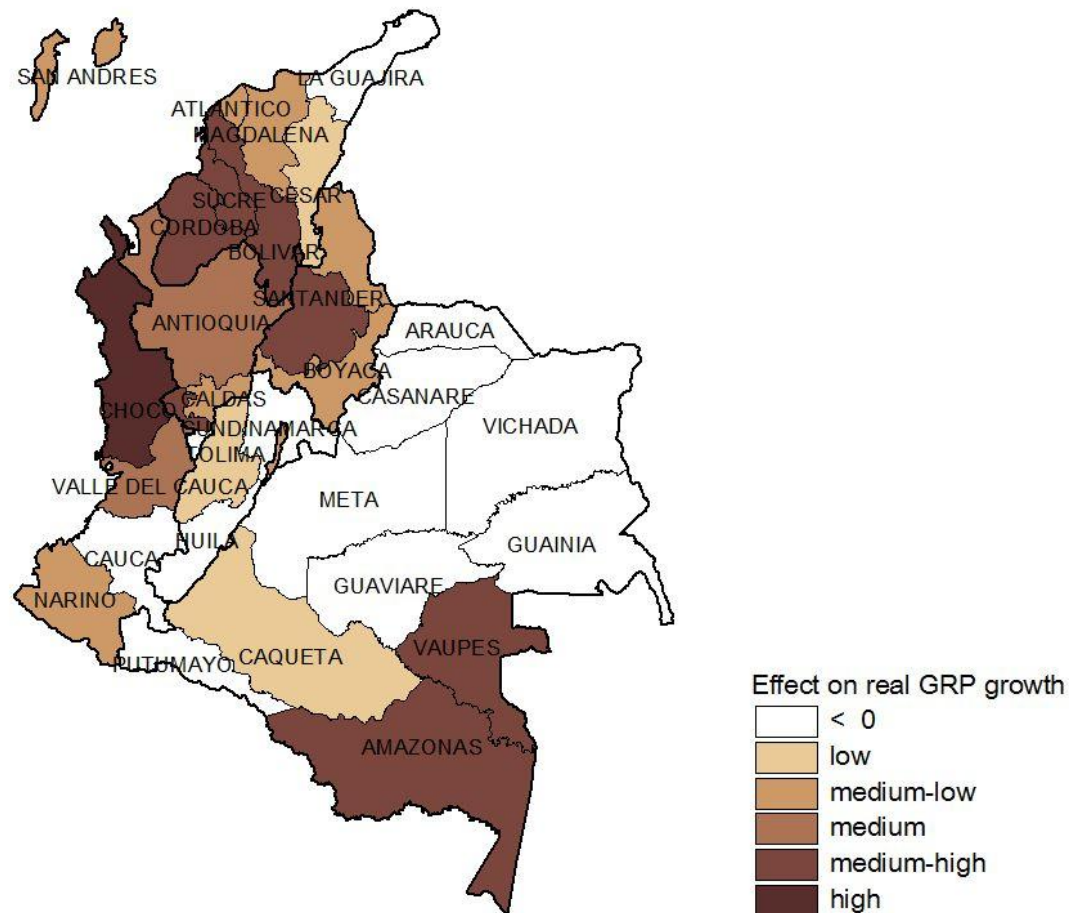 SAN ANDRES
LA GUAJIRA
ATLANTICO
MAGDALENA
CESAR
SUCRE
CORDOBA
BOLIVAR
SANTANDER
ANTIOQUIA
ARAUCA
BOYACA
CASANARE
CHOCO
CALDAS
VICHADA
CUNDINAMARCA
TOLIMA
VALLE DEL CAUCA
META
HUILA
GUAINIA
CAUCA
GUAVIARE
NARINO
VAUPES
CAQUETA
PUTUMAYO
AMAZONAS
Effect on real GRP growth
< 0
low
medium-low
medium
medium-high
high